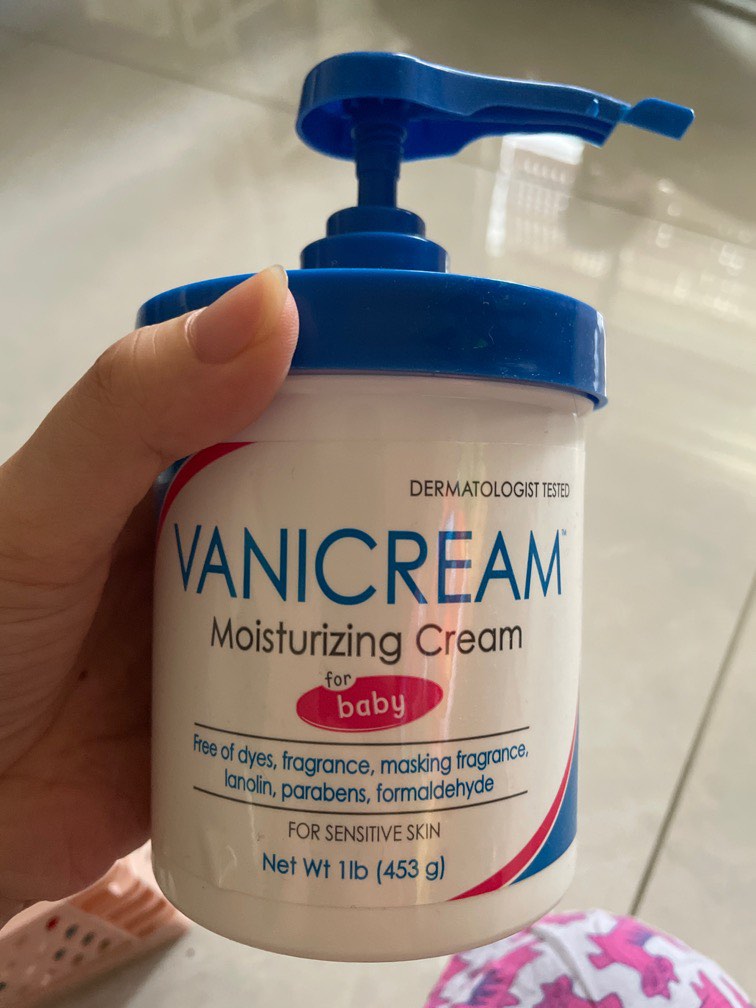 DERMATOLOGIST TESTED
VANICREAM™
Moisturizing Cream
for
baby
Free of dyes, fragrance, masking fragrance,
lanolin, parabens, formaldehyde
FOR SENSITIVE SKIN
Net Wt 1lb (453 g)